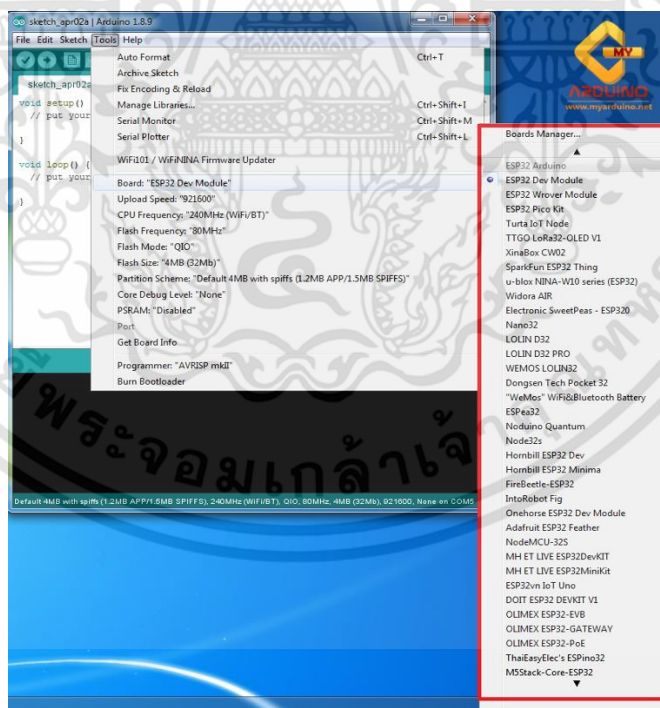 sketch_apr02a | Arduino 1.8.9
File Edit Sketch Tools Help
sketch_apr02a
void setup()
// put your
}
void loop() {
// put your
}
Auto Format Ctrl+T
Archive Sketch
Fix Encoding & Reload
Manage Libraries... Ctrl+Shift+I
Serial Monitor Ctrl+Shift+M
Serial Plotter Ctrl+Shift+L
WiFi101 / WiFiNINA Firmware Updater
Board: "ESP32 Dev Module"
Upload Speed: "921600"
CPU Frequency: "240MHz (WiFi/BT)"
Flash Frequency: "80MHz"
Flash Mode: "QIO"
Flash Size: "4MB (32Mb)"
Partition Scheme: "Default 4MB with spiffs (1.2MB APP/1.5MB SPIFFS)"
Core Debug Level: "None"
PSRAM: "Disabled"
Port
Get Board Info
Programmer: "AVRISP mkII"
Burn Bootloader
Default 4MB with spiffs (1.2MB APP/1.5MB SPIFFS), 240MHz (WiFi/BT), QIO, 80MHz, 4MB (32Mb), 921600, None on COM5
MY
ARDUINO
www.myarduino.net
Boards Manager...
ESP32 Arduino
ESP32 Dev Module
ESP32 Wrover Module
ESP32 Pico Kit
Turta IoT Node
TTGO LoRa32-OLED V1
XinaBox CW02
SparkFun ESP32 Thing
u-blox NINA-W10 series (ESP32)
Widora AIR
Electronic SweetPeas - ESP320
Nano32
LOLIN D32
LOLIN D32 PRO
WEMOS LOLIN32
Dongsen Tech Pocket 32
"WeMos" WiFi&Bluetooth Battery
ESPea32
Noduino Quantum
Node32s
Hornbill ESP32 Dev
Hornbill ESP32 Minima
FireBeetle-ESP32
IntoRobot Fig
Onehorse ESP32 Dev Module
Adafruit ESP32 Feather
NodeMCU-32S
MH ET LIVE ESP32DevKIT
MH ET LIVE ESP32MiniKit
ESP32vn IoT Uno
DOIT ESP32 DEVKIT V1
OLIMEX ESP32-EVB
OLIMEX ESP32-GATEWAY
OLIMEX ESP32-PoE
ThaiEasyElec's ESPino32
M5Stack-Core-ESP32